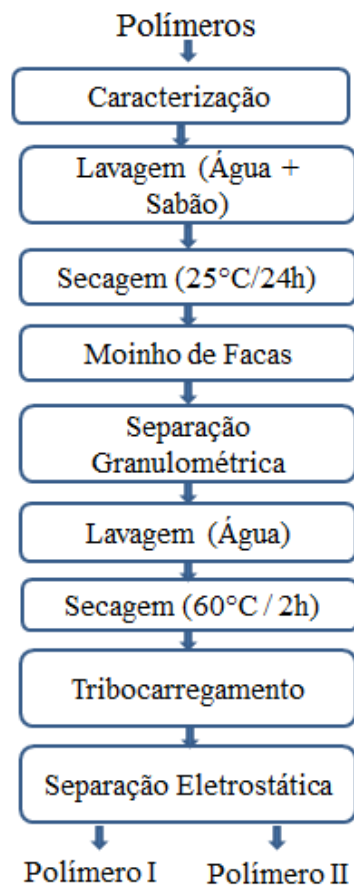 Polímeros
Caracterização
Lavagem (Água +
Sabão)
Secagem (25°C/24h)
Moinho de Facas
Separação
Granulométrica
Lavagem (Água)
Secagem (60°C / 2h)
Tribocarregamento
Separação Eletrostática
Polímero I
Polímero II